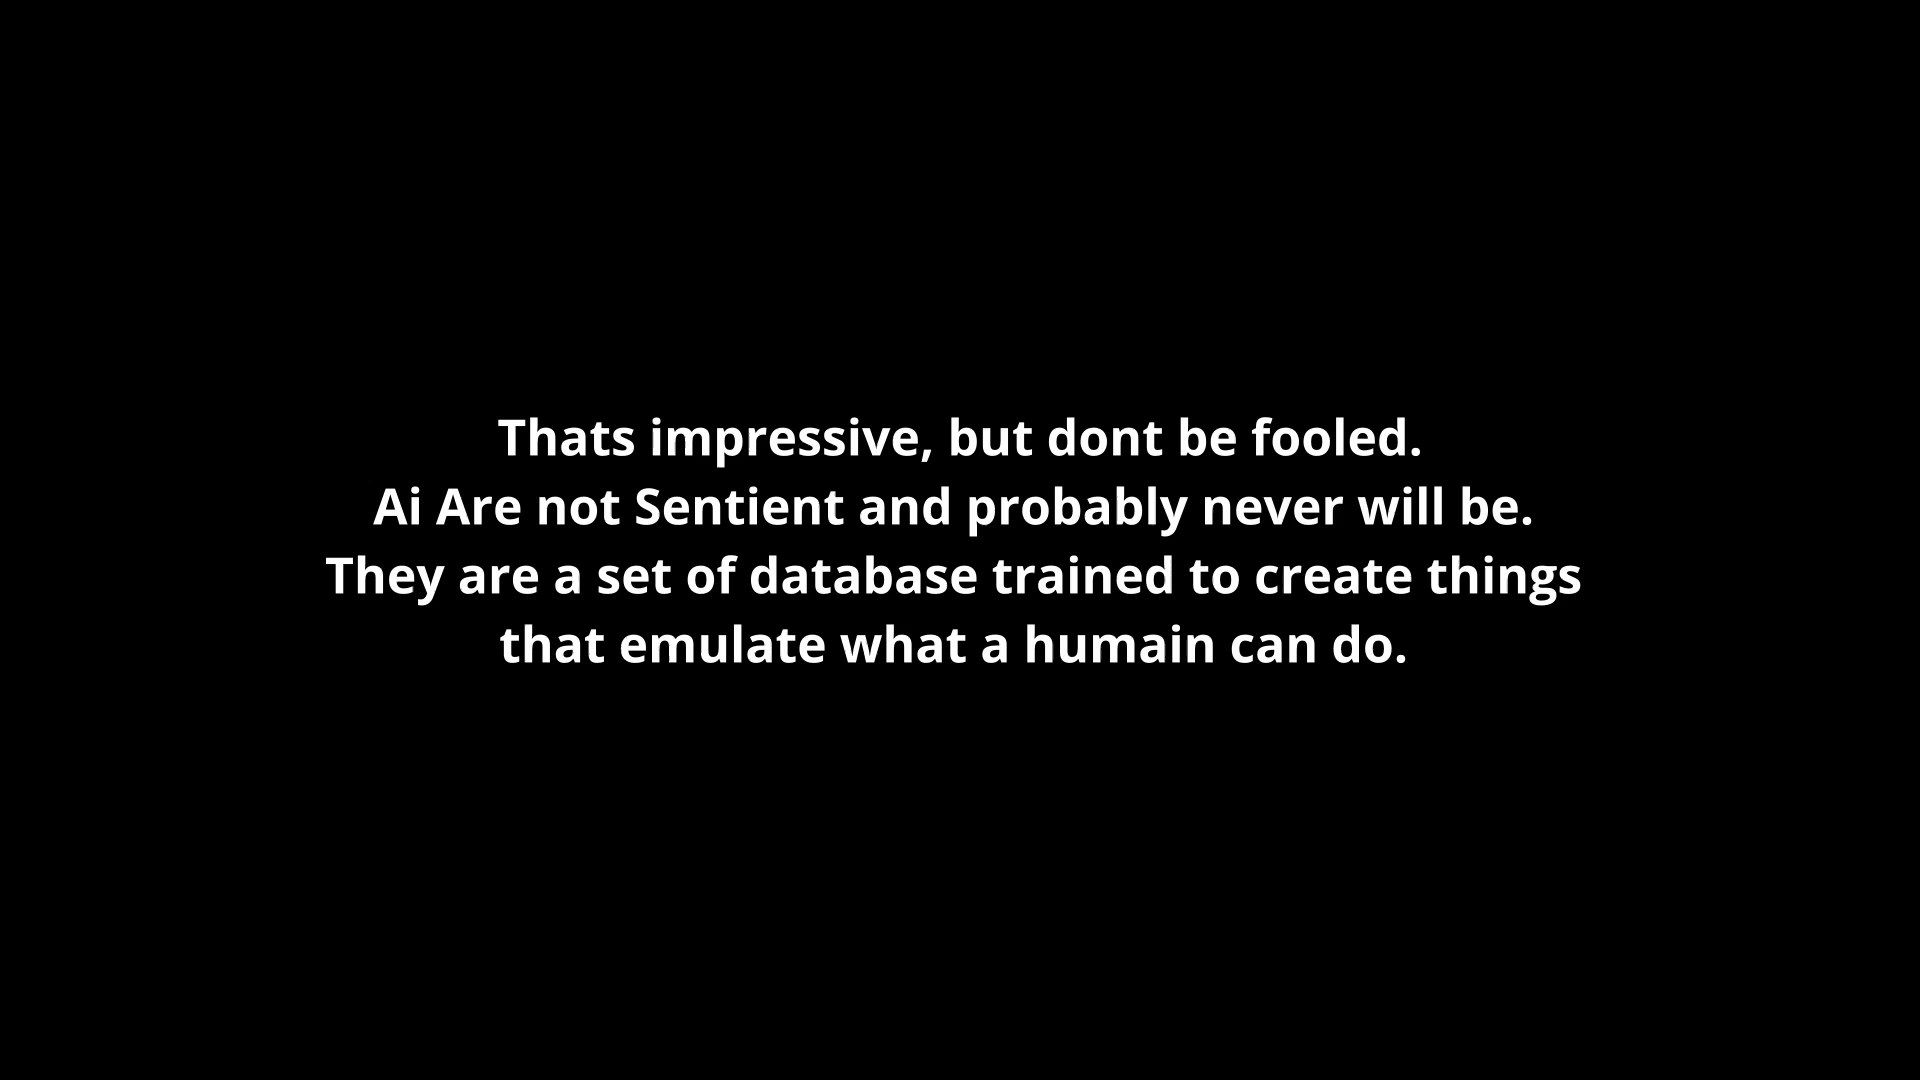 Thats impressive, but dont be fooled.
Ai Are not Sentient and probably never will be.
They are a set of database trained to create things
that emulate what a humain can do.